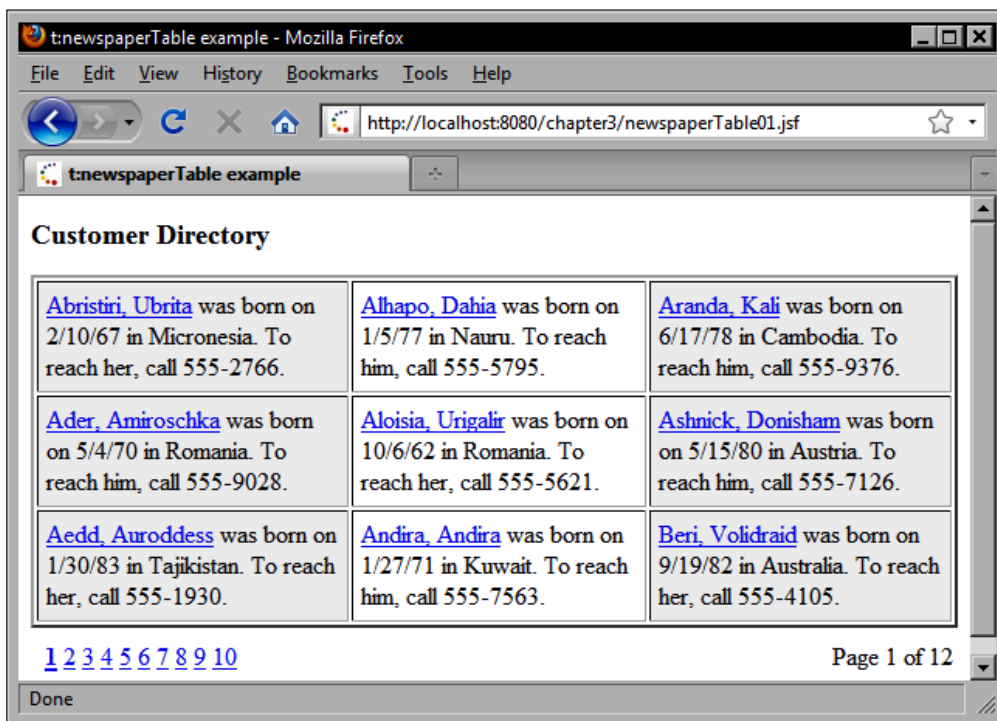 t:newspaperTable example - Mozilla Firefox
File Edit View History Bookmarks Tools Help
http://localhost:8080/chapter3/newspaperTable01.jsf
t:newspaperTable example
Customer Directory
Abristiri, Ubrita was born on
2/10/67 in Micronesia. To
reach her, call 555-2766.
Alhapo, Dahia was born on
1/5/77 in Nauru. To reach
him, call 555-5795.
Aranda, Kali was born on
6/17/78 in Cambodia. To
reach him, call 555-9376.
Ader, Amiroschka was born
on 5/4/70 in Romania. To
reach him, call 555-9028.
Aloisia, Urigalir was born on
10/6/62 in Romania. To
reach her, call 555-5621.
Ashnick, Donisham was born
on 5/15/80 in Austria. To
reach him, call 555-7126.
Aedd, Auroddess was born on
1/30/83 in Tajikistan. To reach
her, call 555-1930.
Andira, Andira was born on
1/27/71 in Kuwait. To reach
him, call 555-7563.
Beri, Volidraid was born on
9/19/82 in Australia. To reach
her, call 555-4105.
1 2 3 4 5 6 7 8 9 10
Page 1 of 12
Done